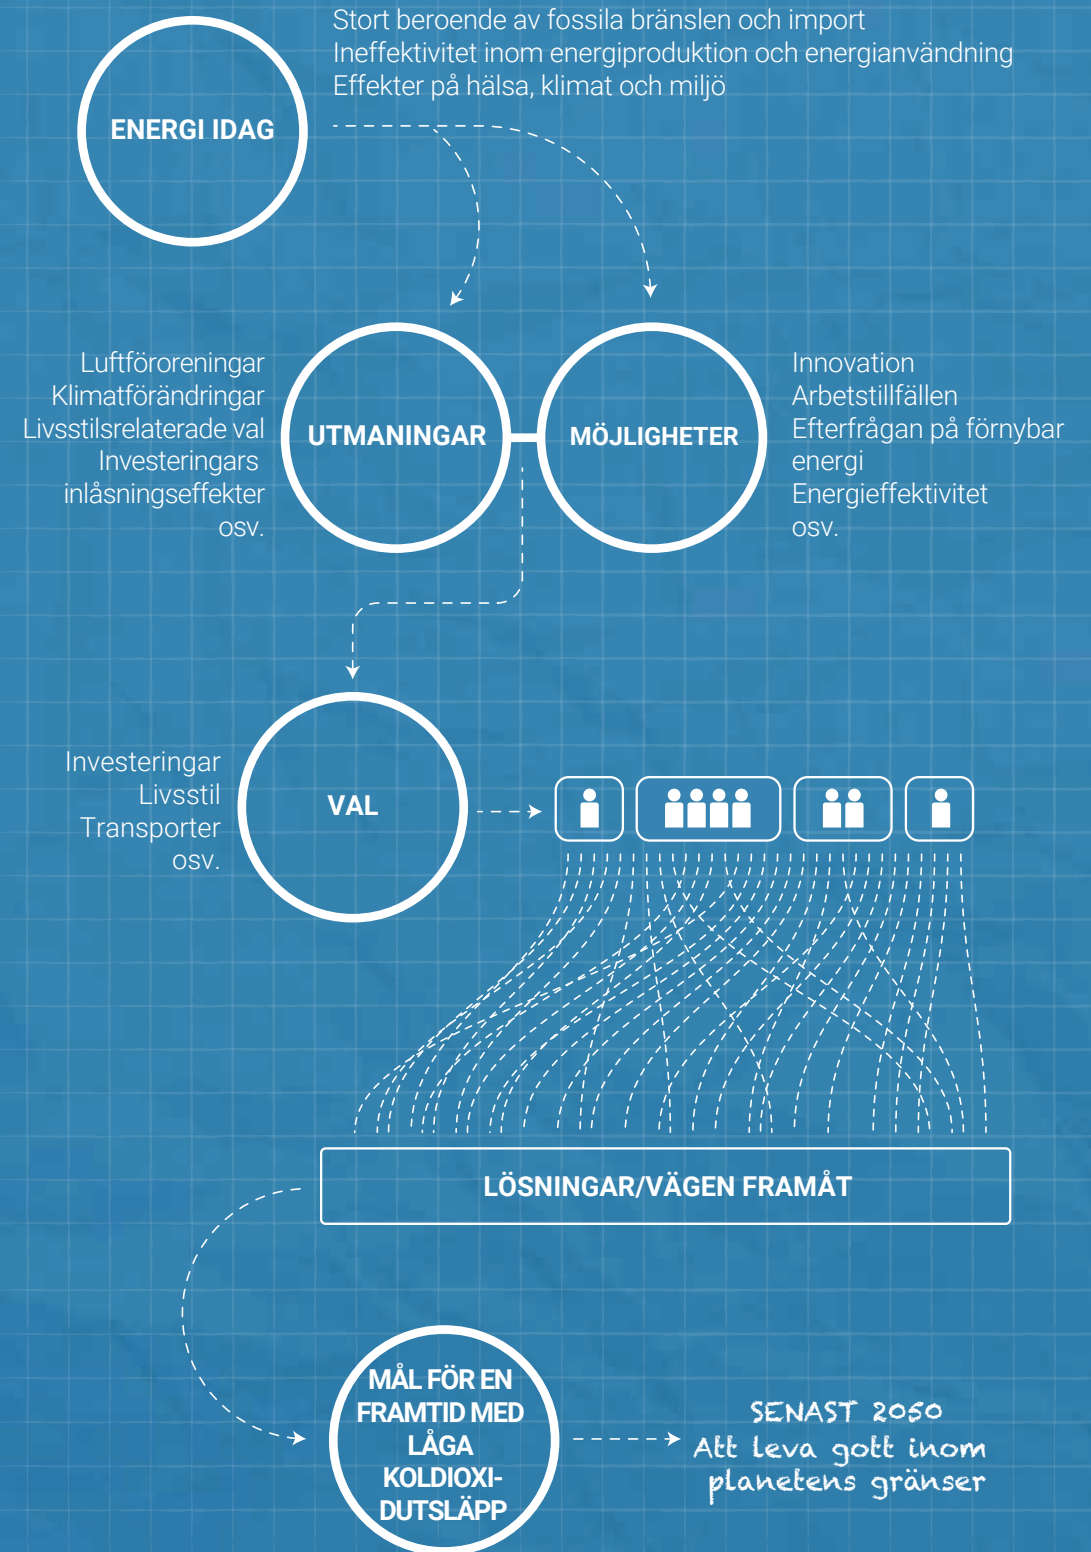 Stort beroende av fossila bränslen och import
Ineffektivitet inom energiproduktion och energianvändning
Effekter på hälsa, klimat och miljö
ENERGI IDAG
Luftföroreningar
Klimatförändringar
Livsstilsrelaterade val
Investeringars
inlåsningseffekter
osv.
UTMANINGAR
MÖJLIGHETER
Innovation
Arbetstillfällen
Efterfrågan på förnybar
energi
Energieffektivitet
osv.
Investeringar
Livsstil
Transporter
osv.
VAL
LÖSNINGAR/VÄGEN FRAMÅT
MÅL FÖR EN
FRAMTID MED
LÅGA
KOLDIOXI-
DUTSLÄPP
SENAST 2050
Att leva gott inom
planetens gränser